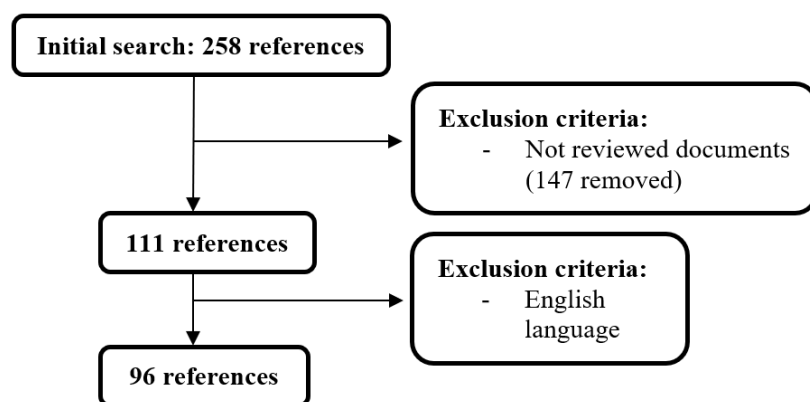 Initial search: 258 references
Exclusion criteria:
- Not reviewed documents
(147 removed)
111 references
Exclusion criteria:
- English
language
96 references